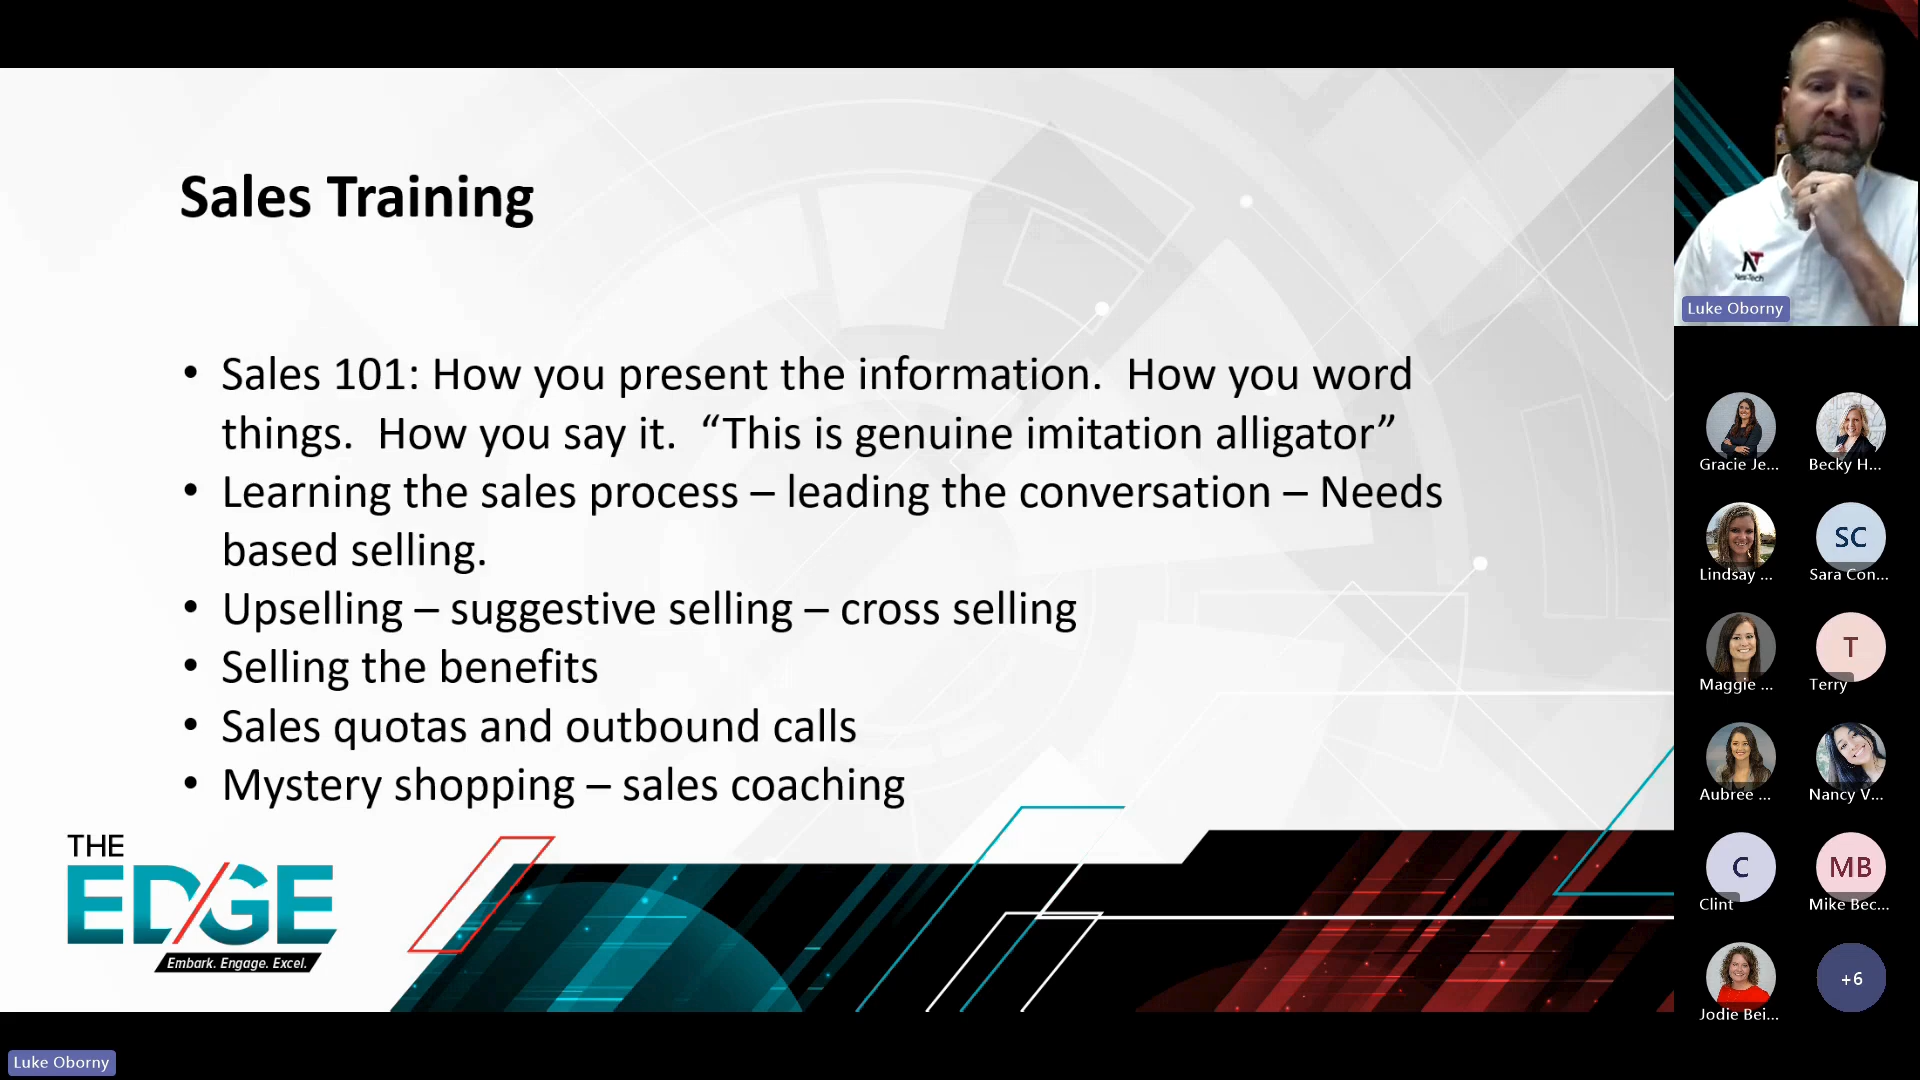 Sales Training
• Sales 101: How you present the information.  How you word
things.  How you say it.  “This is genuine imitation alligator”
• Learning the sales process – leading the conversation – Needs
based selling.
• Upselling – suggestive selling – cross selling
• Selling the benefits
• Sales quotas and outbound calls
• Mystery shopping – sales coaching
THE
EDGE
Embark. Engage. Excel.
Luke Oborny
NT
Nex-Tech
Luke Oborny
Gracie Je...
Becky H...
Lindsay ...
SC
Sara Con...
Maggie ...
T
Terry
Aubree ...
Nancy V...
C
Clint
MB
Mike Bec...
Jodie Bei...
+6